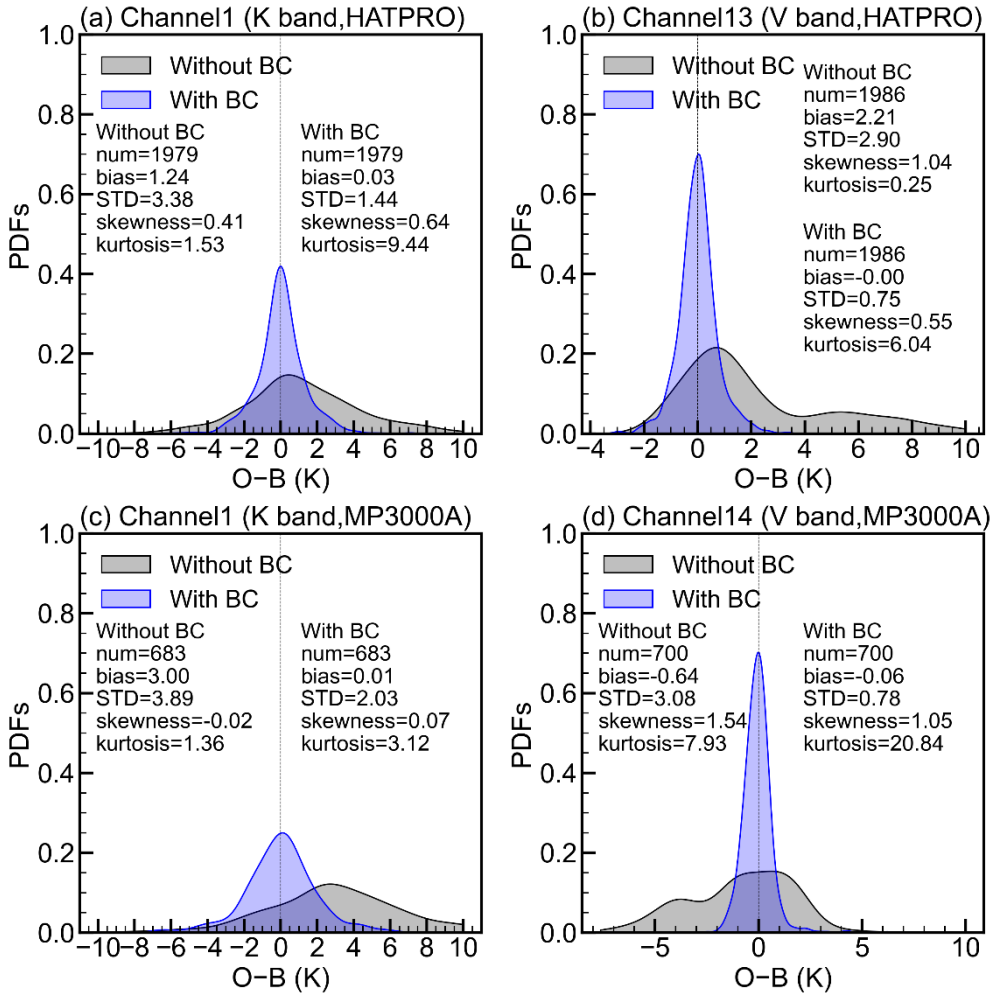 (a) Channel1 (K band,HATPRO)
1.0
0.8
0.6
0.4
0.2
0.0
PDFs
Without BC
With BC
Without BC
num=1979
bias=1.24
STD=3.38
skewness=0.41
kurtosis=1.53
With BC
num=1979
bias=0.03
STD=1.44
skewness=0.64
kurtosis=9.44
−10 −8 −6 −4 −2 0 2 4 6 8 10
O−B (K)
(b) Channel13 (V band,HATPRO)
1.0
0.8
0.6
0.4
0.2
0.0
PDFs
Without BC
With BC
Without BC
num=1986
bias=2.21
STD=2.90
skewness=1.04
kurtosis=0.25
With BC
num=1986
bias=-0.00
STD=0.75
skewness=0.55
kurtosis=6.04
−4 −2 0 2 4 6 8 10
O−B (K)
(c) Channel1 (K band,MP3000A)
1.0
0.8
0.6
0.4
0.2
0.0
PDFs
Without BC
With BC
Without BC
num=683
bias=3.00
STD=3.89
skewness=-0.02
kurtosis=1.36
With BC
num=683
bias=0.01
STD=2.03
skewness=0.07
kurtosis=3.12
−10 −8 −6 −4 −2 0 2 4 6 8 10
O−B (K)
(d) Channel14 (V band,MP3000A)
1.0
0.8
0.6
0.4
0.2
0.0
PDFs
Without BC
With BC
Without BC
num=700
bias=-0.64
STD=3.08
skewness=1.54
kurtosis=7.93
With BC
num=700
bias=-0.06
STD=0.78
skewness=1.05
kurtosis=20.84
−5 0 5 10
O−B (K)